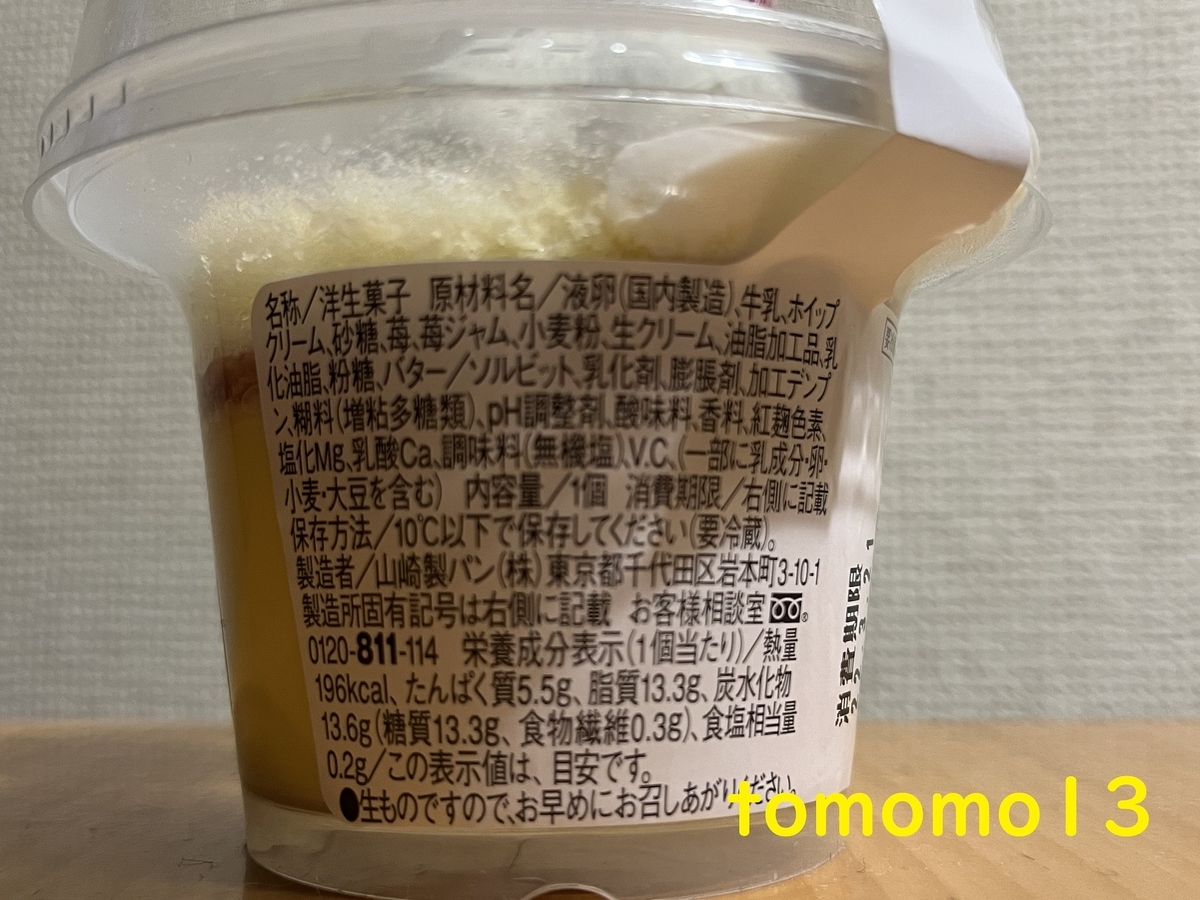 名称/洋生菓子 原材料名/液卵(国内製造)、牛乳、ホイップ
クリーム、砂糖、苺、苺ジャム、小麦粉、生クリーム、油脂加工品、乳
化油脂、粉糖、バター/ソルビット、乳化剤、膨脹剤、加工デンプ
ン、糊料(増粘多糖類)、pH調整剤、酸味料、香料、紅麹色素、
塩化Mg、乳酸Ca、調味料(無機塩)、V.C、(一部に乳成分・卵・
小麦・大豆を含む) 内容量/1個 消費期限/右側に記載
保存方法/10℃以下で保存してください(要冷蔵)。
製造者/山崎製パン(株)東京都千代田区岩本町3-10-1
製造所固有記号は右側に記載 お客様相談室
0120-811-114 栄養成分表示(1個当たり)/熱量
196kcal、たんぱく質5.5g、脂質13.3g、炭水化物
13.6g(糖質13.3g、食物繊維0.3g)、食塩相当量
0.2g/この表示値は、目安です。
●生ものですので、お早めにお召しあがりください。
消費期限
tomomo13